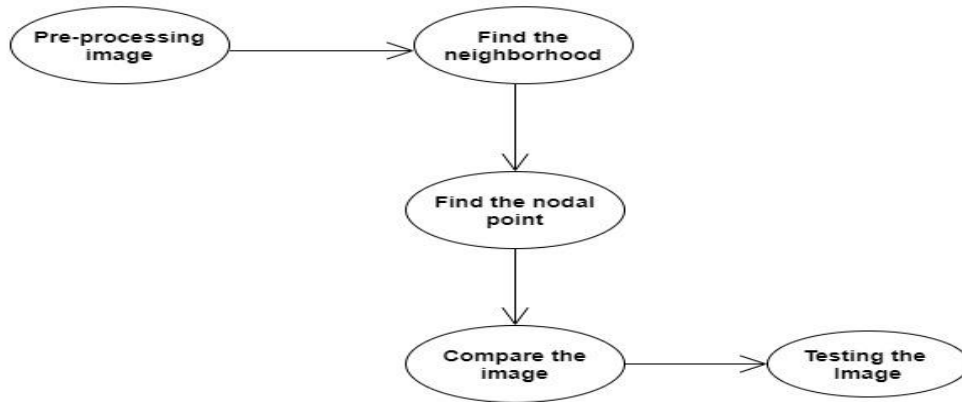 Pre-processing
image
Find the
neighborhood
Find the nodal
point
Compare the
image
Testing the
Image